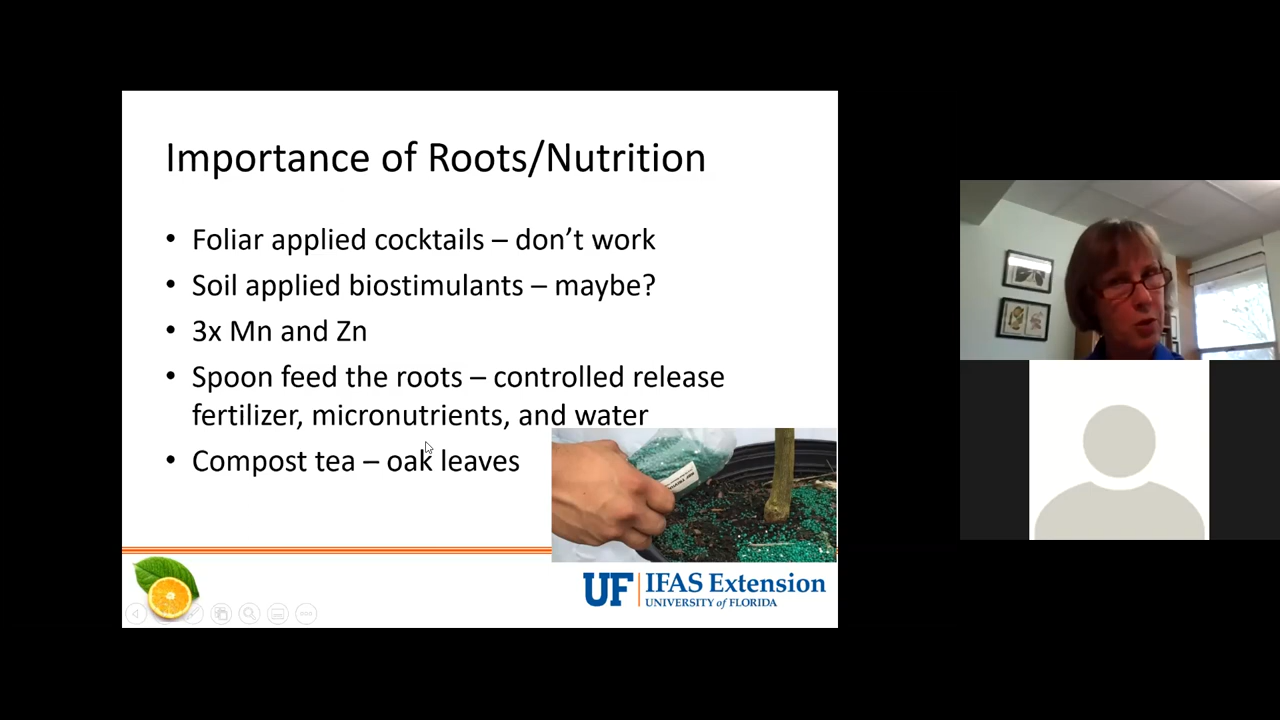 Importance of Roots/Nutrition
• Foliar applied cocktails – don’t work
• Soil applied biostimulants – maybe?
• 3x Mn and Zn
• Spoon feed the roots – controlled release
fertilizer, micronutrients, and water
• Compost tea – oak leaves
UF IFAS Extension
UNIVERSITY of FLORIDA